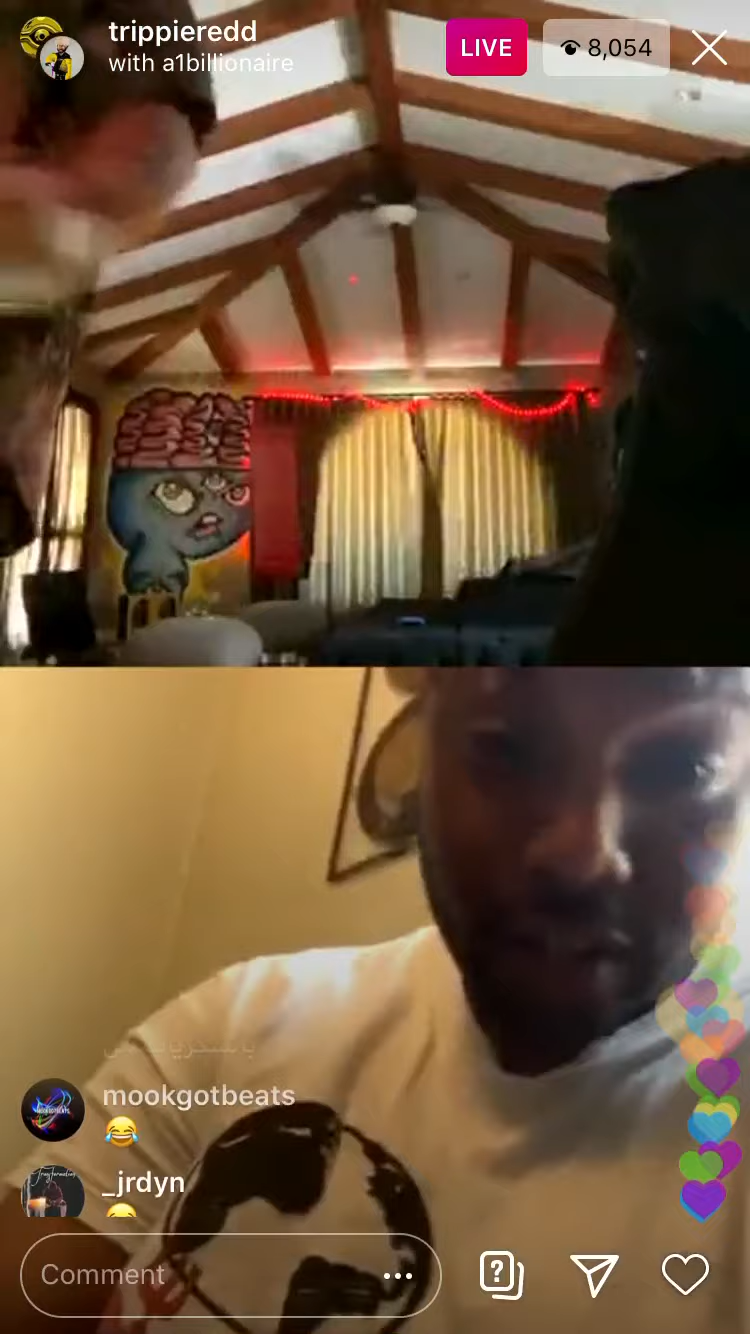 trippieredd
with a1billionaire
LIVE
8,054
mookgotbeats
😂
_jrdyn
😂
Comment